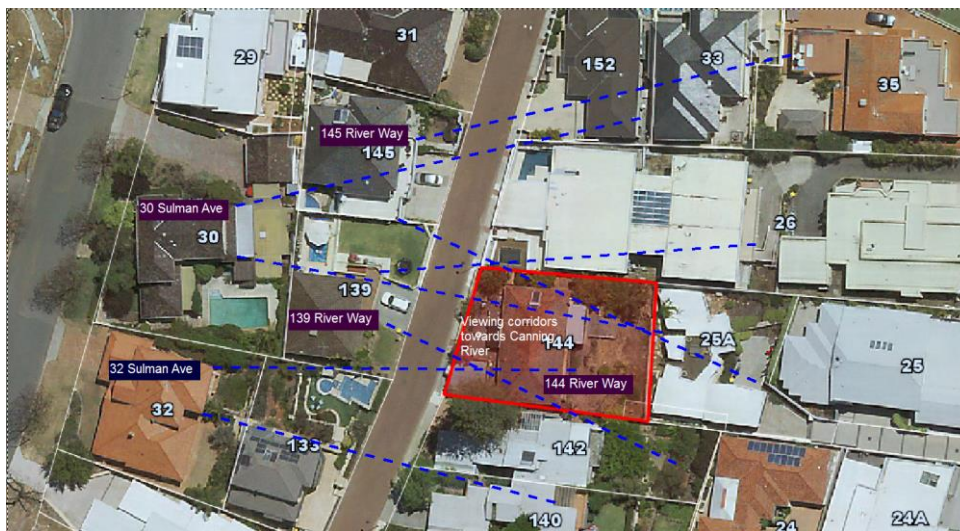 31
29
152
33
35
145 River Way
145
30 Sulman Ave
30
26
139
139 River Way
Viewing corridors
towards Canning
River
144
25A
25
32 Sulman Ave
144 River Way
32
135
142
140
24
24A